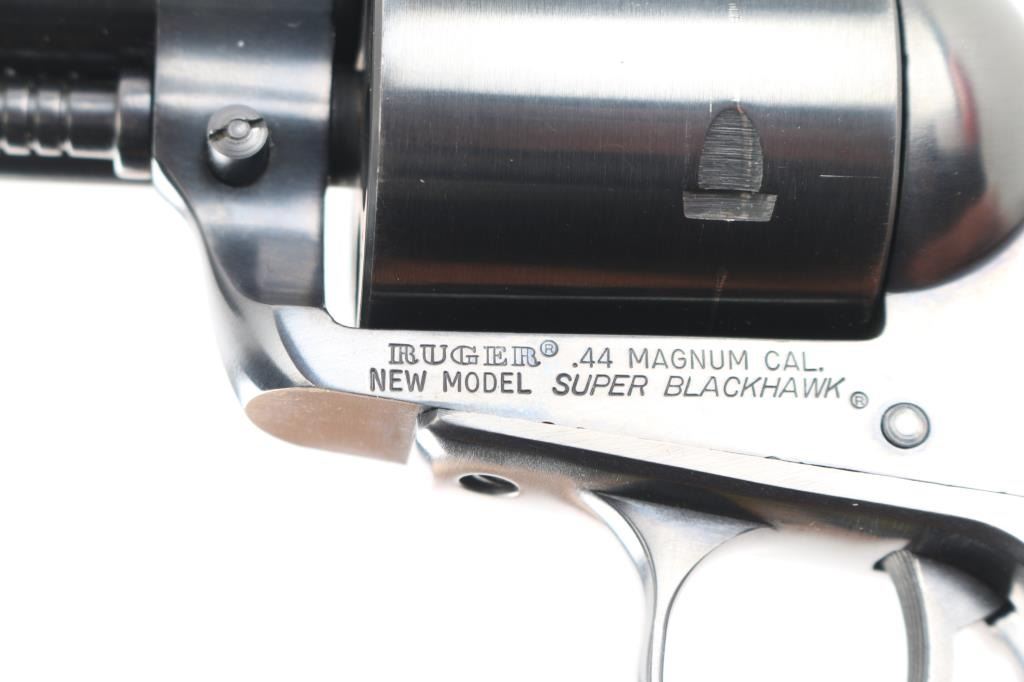 RUGER® .44 MAGNUM CAL.
NEW MODEL SUPER BLACKHAWK®